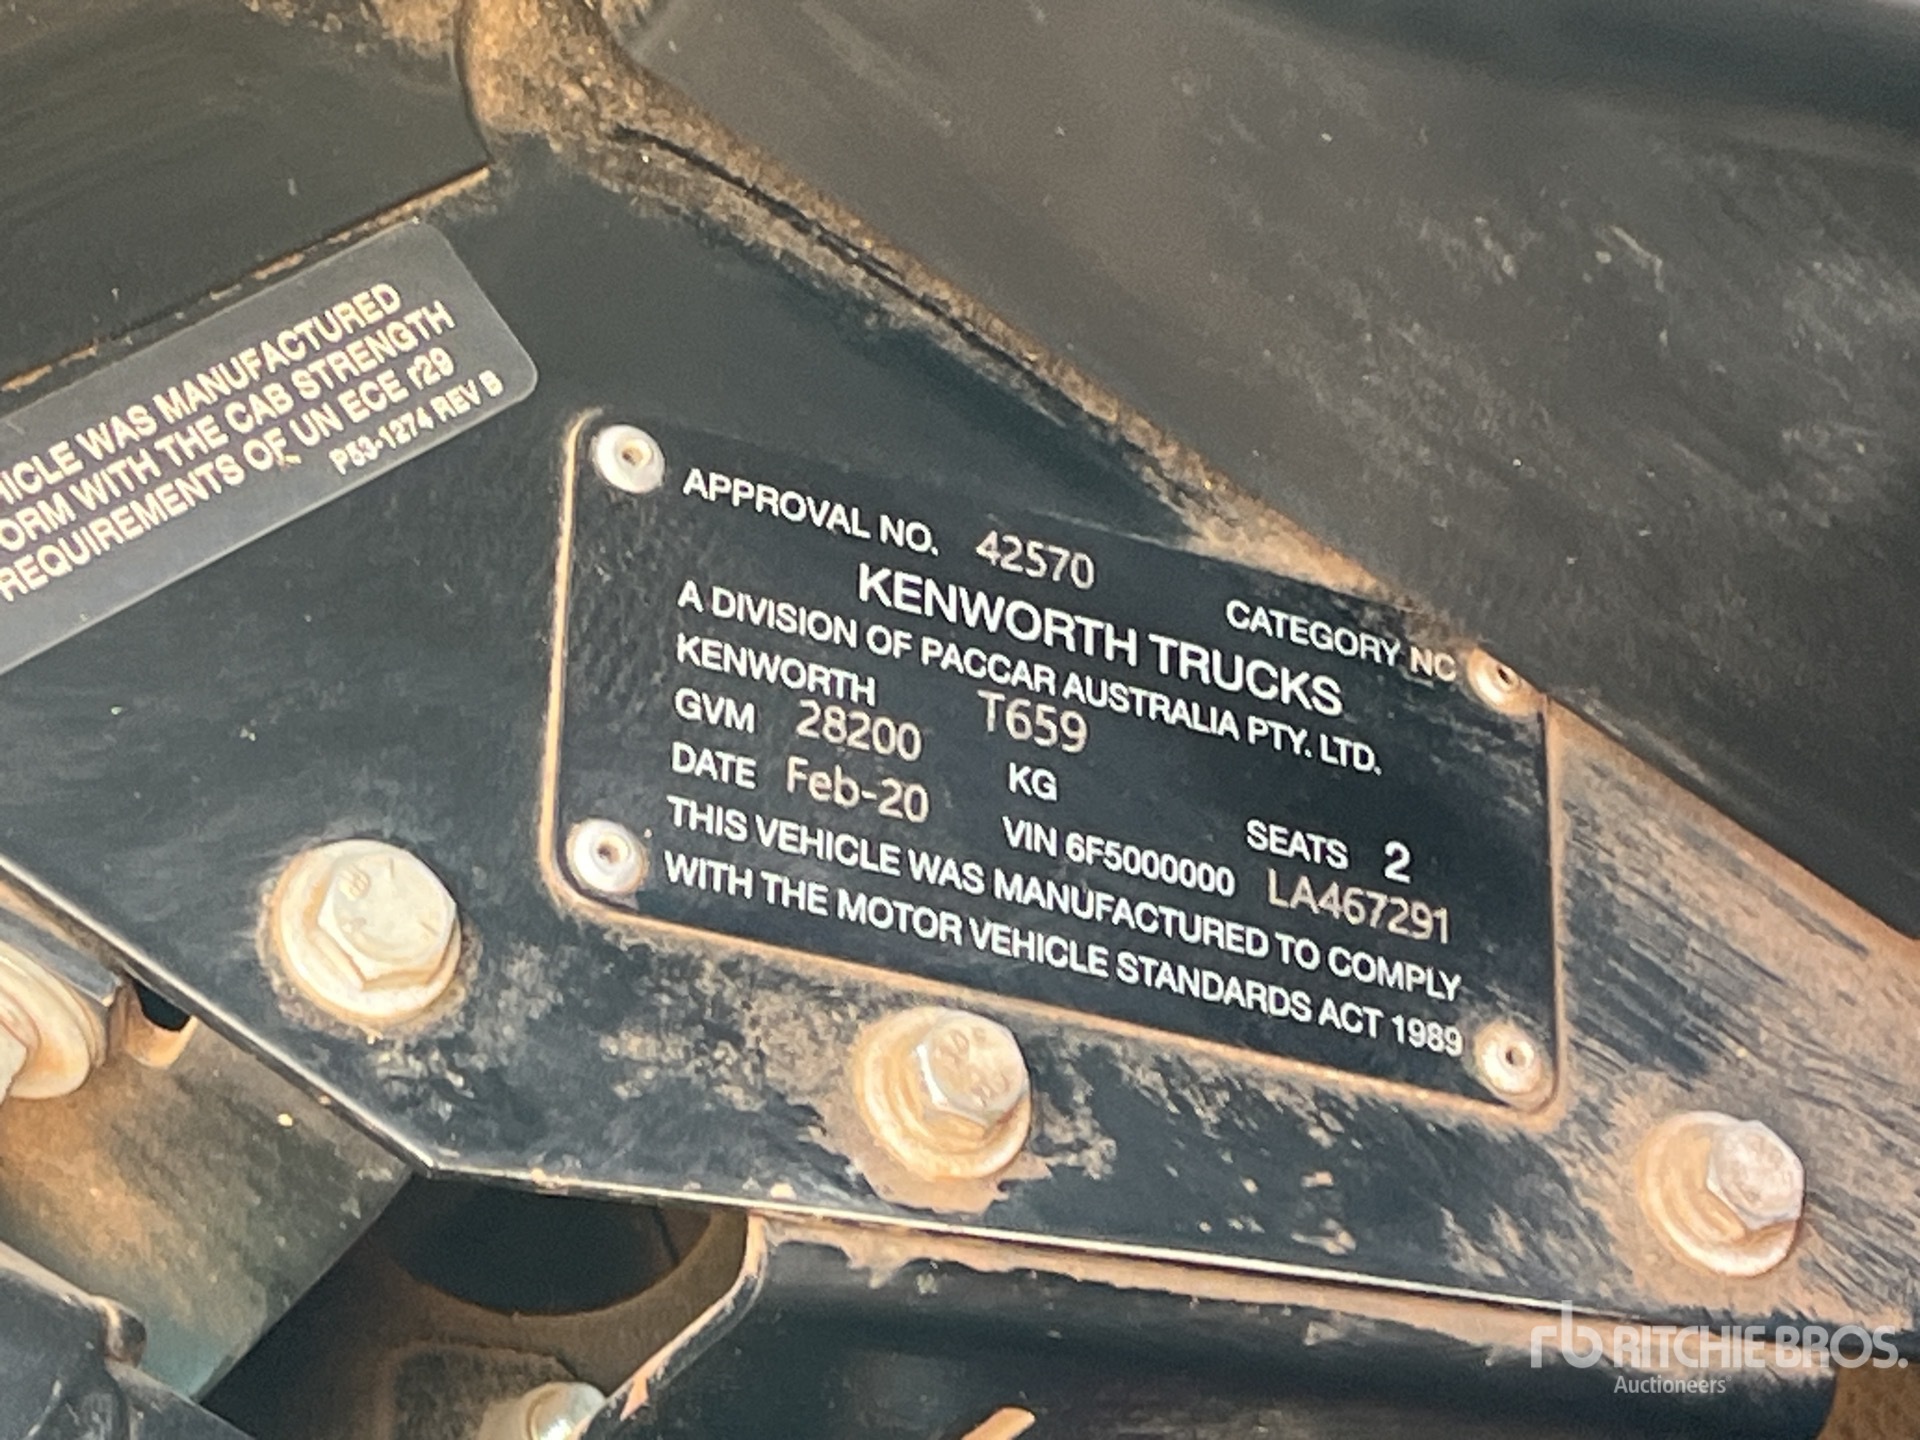 HICLE WAS MANUFACTURED
ORM WITH THE CAB STRENGTH
REQUIREMENTS OF UN ECE r29
P53-1274 REV B
APPROVAL NO. 42570 CATEGORY NC
KENWORTH TRUCKS
A DIVISION OF PACCAR AUSTRALIA PTY. LTD.
KENWORTH T659
GVM 28200 KG SEATS 2
DATE Feb-20 VIN 6F5000000 LA467291
THIS VEHICLE WAS MANUFACTURED TO COMPLY
WITH THE MOTOR VEHICLE STANDARDS ACT 1989
rb RITCHIE BROS.
Auctioneers